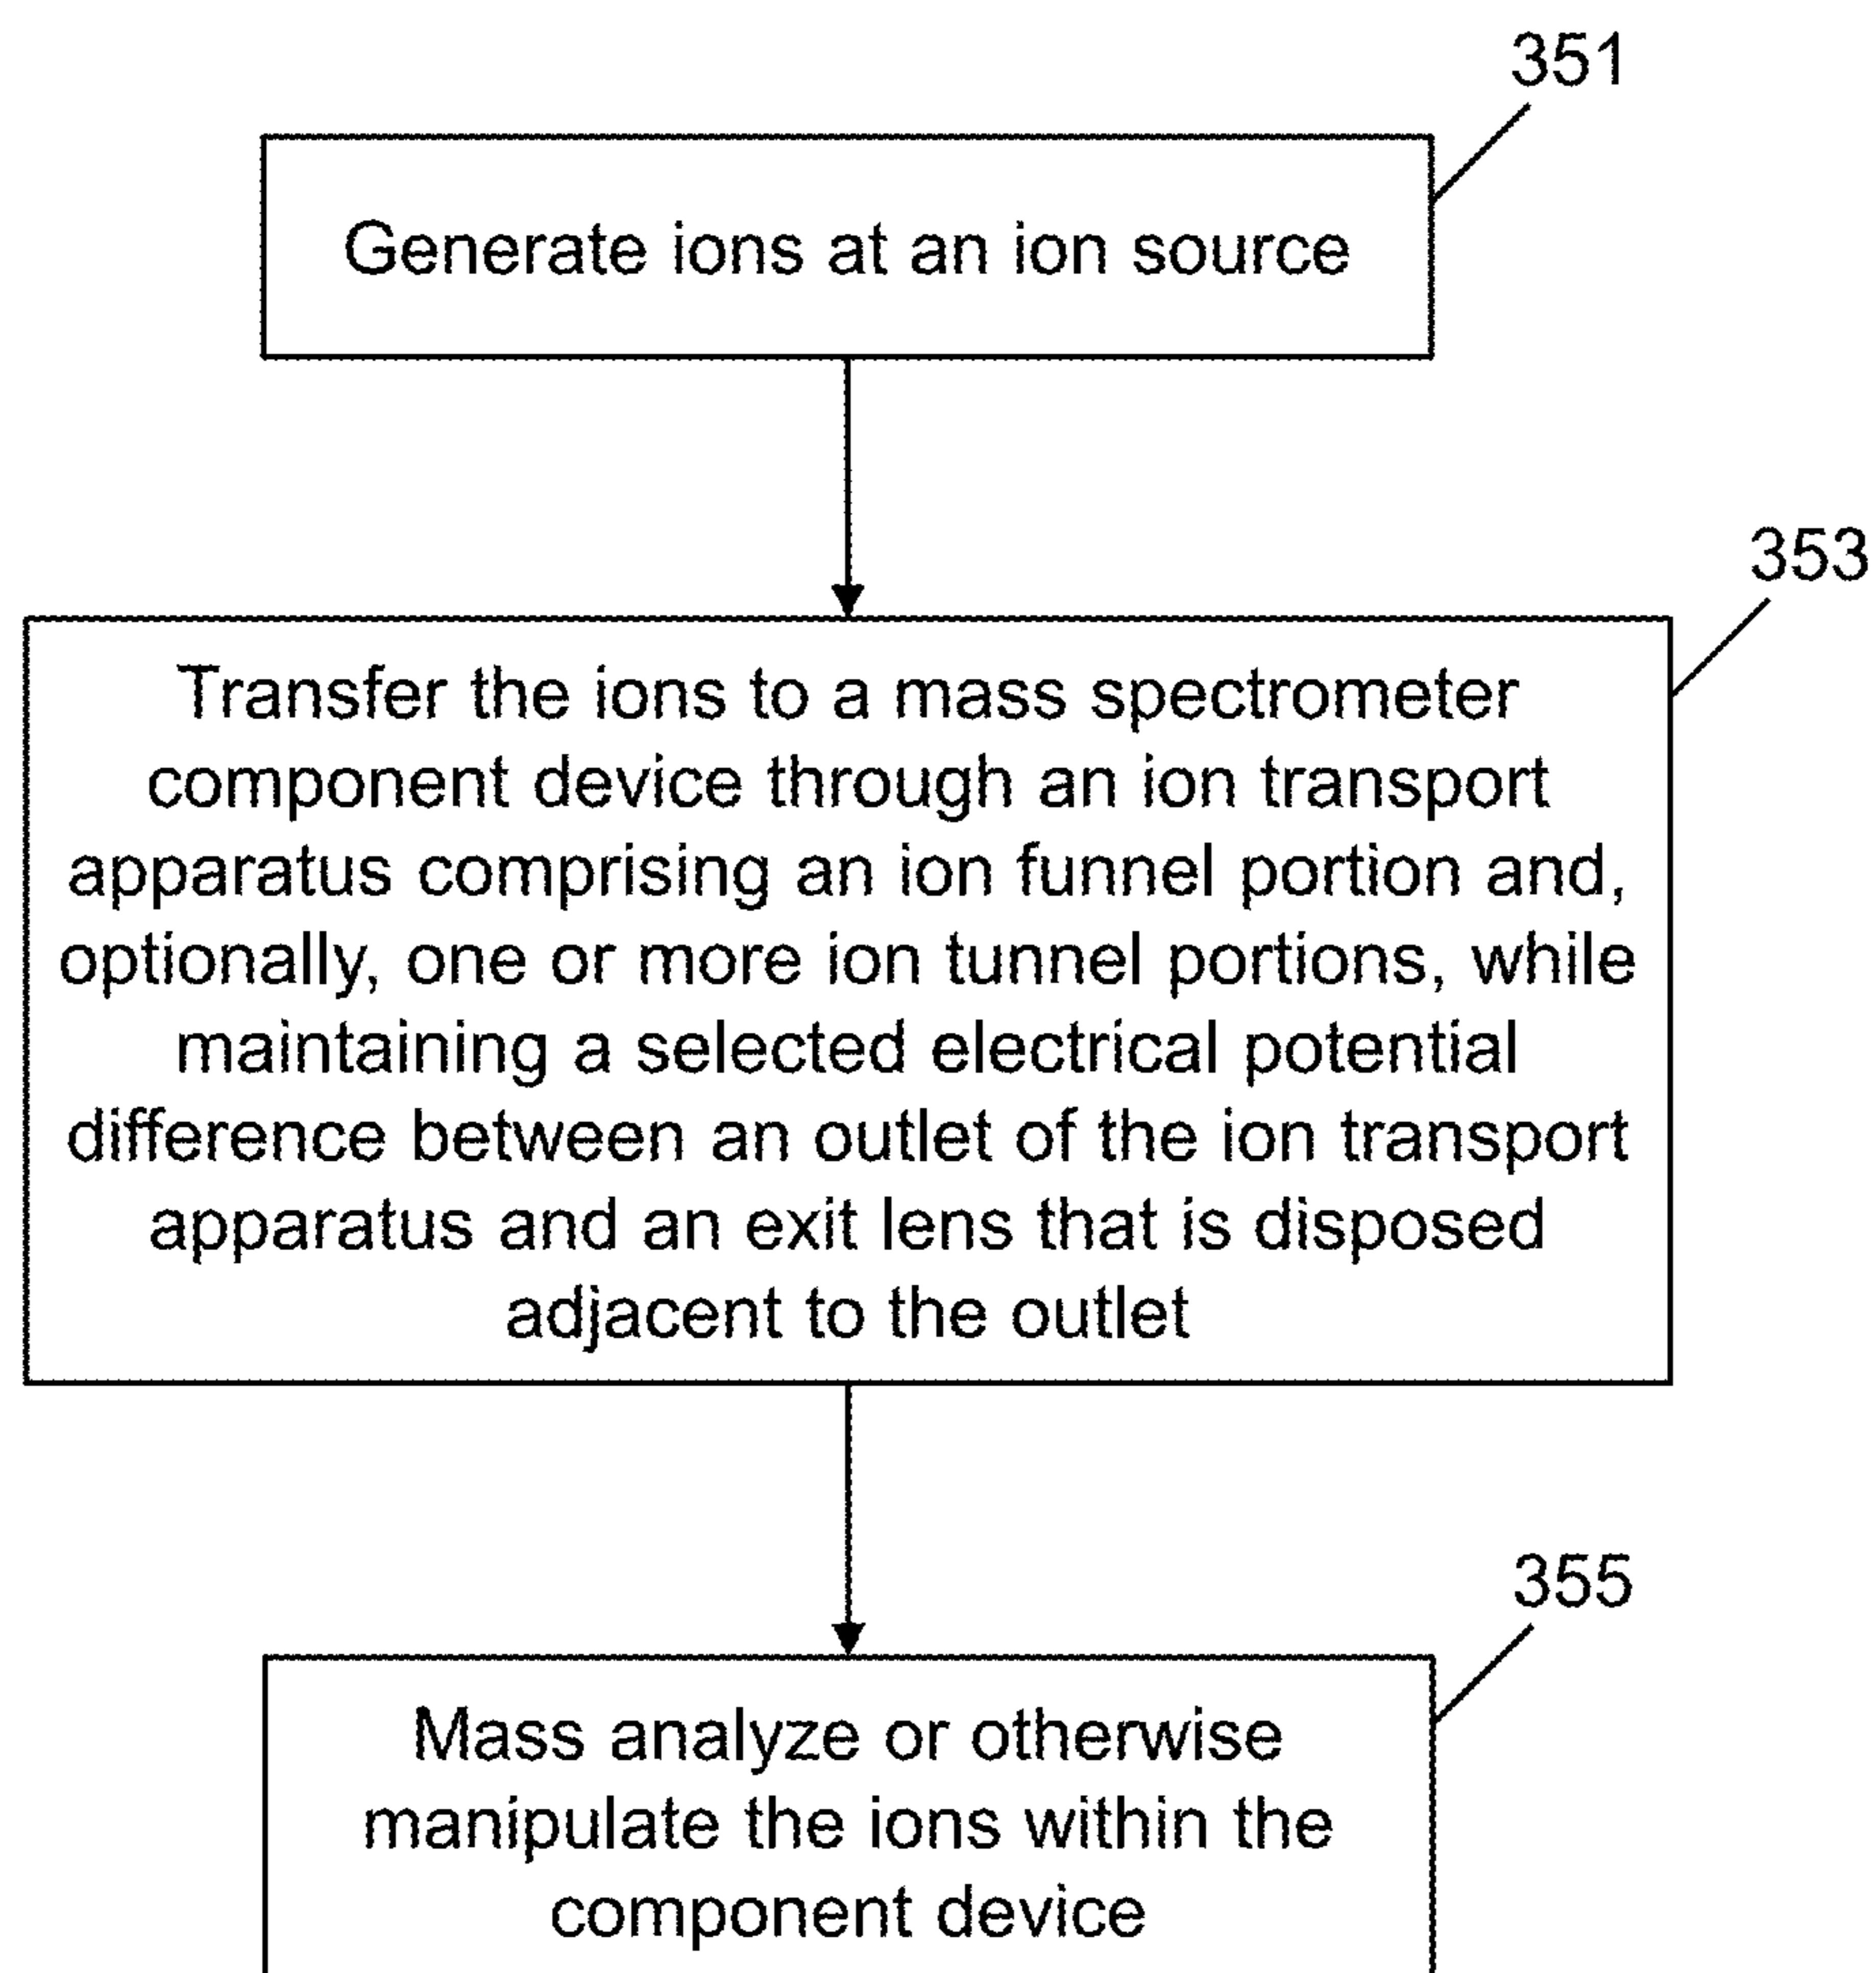 351
Generate ions at an ion source
353
Transfer the ions to a mass spectrometer
component device through an ion transport
apparatus comprising an ion funnel portion and,
optionally, one or more ion tunnel portions, while
maintaining a selected electrical potential
difference between an outlet of the ion transport
apparatus and an exit lens that is disposed
adjacent to the outlet
355
Mass analyze or otherwise
manipulate the ions within the
component device